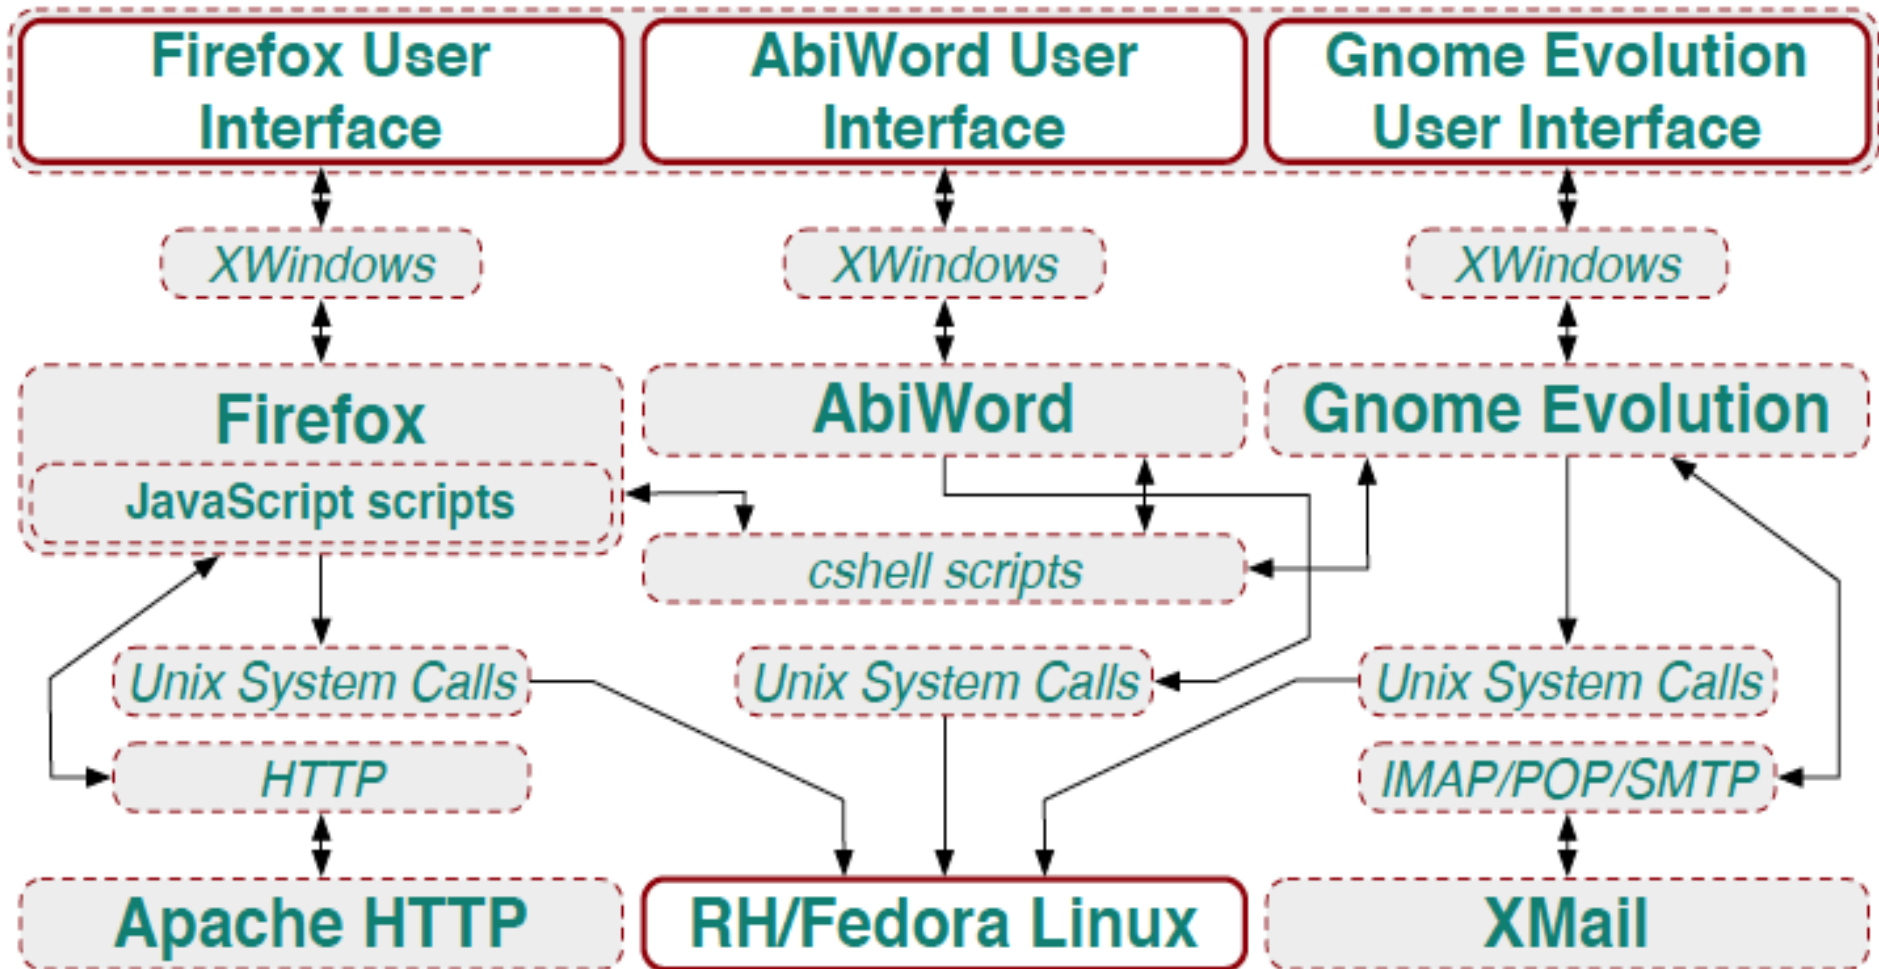 Firefox User
Interface
AbiWord User
Interface
Gnome Evolution
User Interface
XWindows
XWindows
XWindows
Firefox
JavaScript scripts
AbiWord
Gnome Evolution
cshell scripts
Unix System Calls
Unix System Calls
Unix System Calls
HTTP
IMAP/POP/SMTP
Apache HTTP
RH/Fedora Linux
XMail